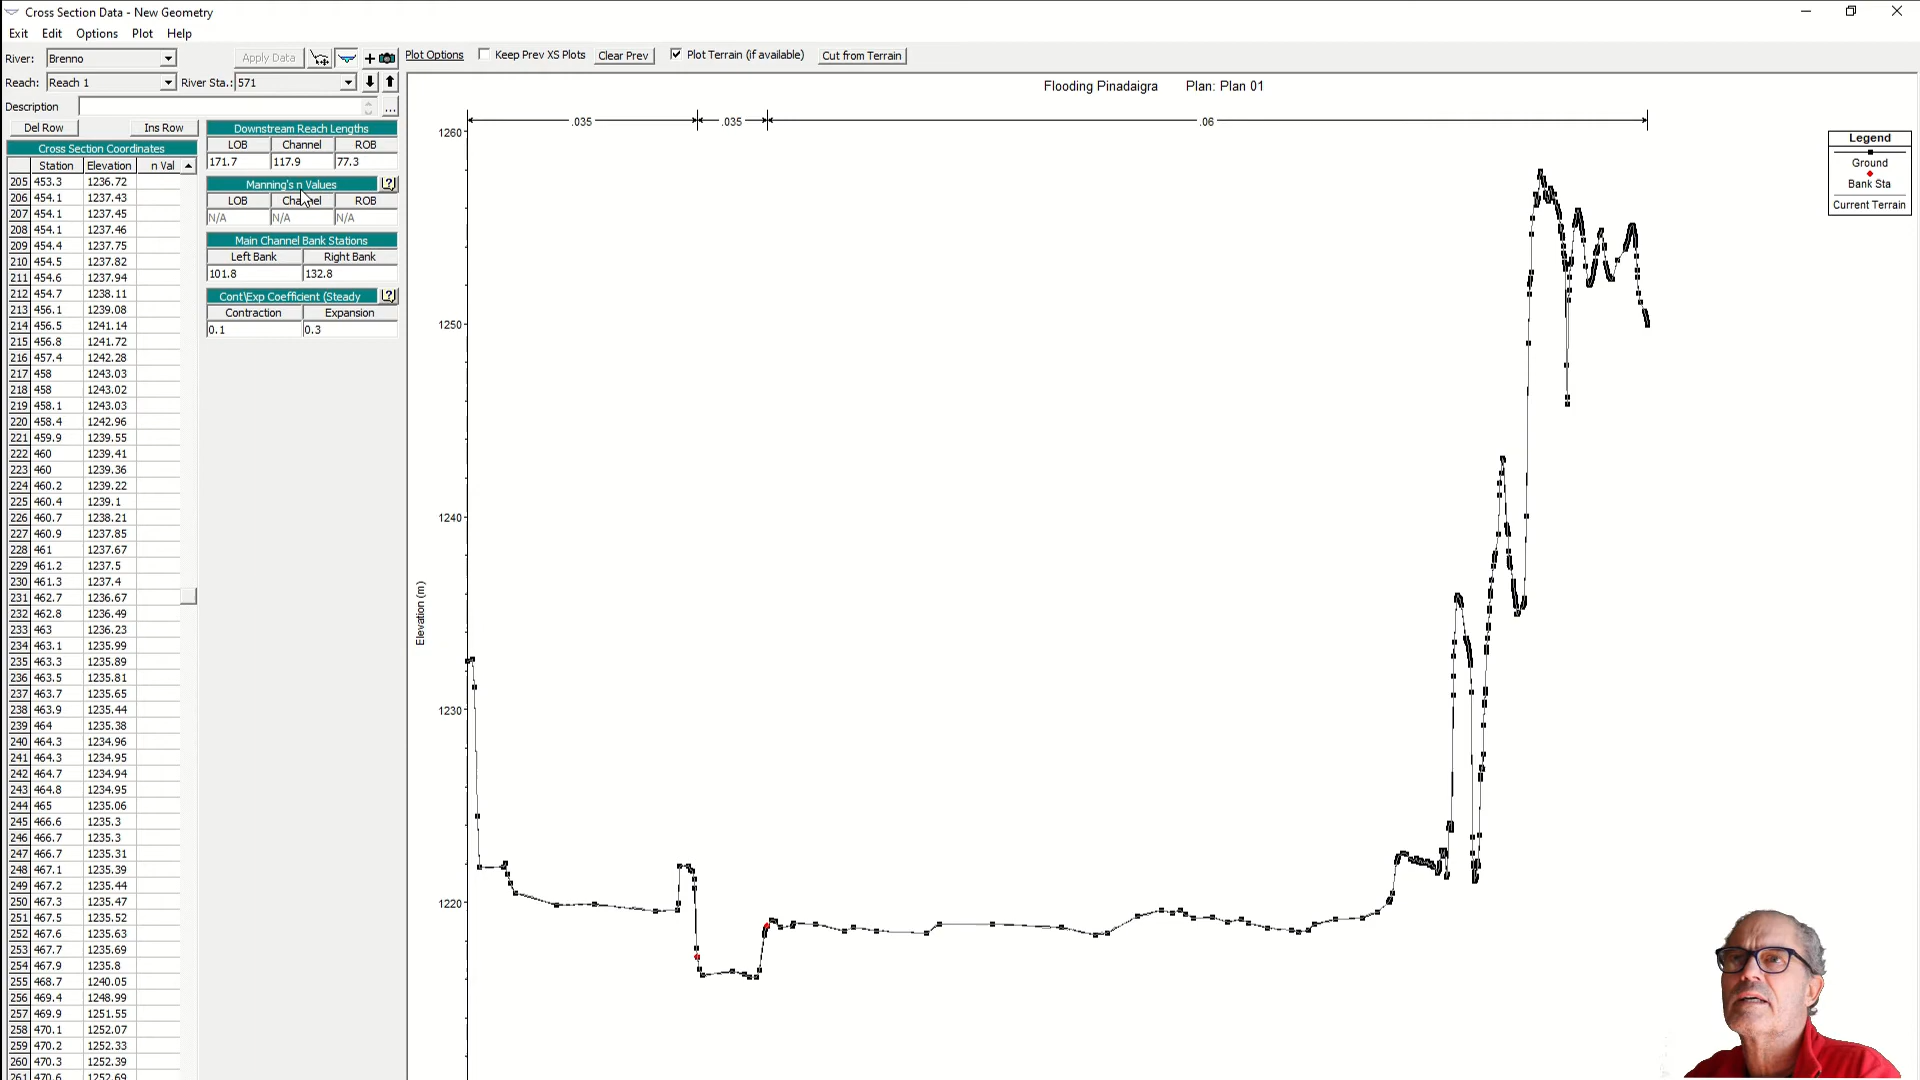 Cross Section Data - New Geometry
Exit Edit Options Plot Help
River: Brenno Apply Data Plot Options Keep Prev XS Plots Clear Prev Plot Terrain (if available) Cut from Terrain
Reach: Reach 1 River Sta.: 571
Description ...
Del Row Ins Row
Cross Section Coordinates
Station Elevation n Val
205 453.3 1236.72
206 454.1 1237.43
207 454.1 1237.45
208 454.1 1237.46
209 454.4 1237.75
210 454.5 1237.82
211 454.6 1237.94
212 454.7 1238.11
213 456.1 1239.08
214 456.5 1241.14
215 456.8 1241.72
216 457.4 1242.28
217 458 1243.03
218 458 1243.02
219 458.1 1243.03
220 458.4 1242.96
221 459.9 1239.55
222 460 1239.41
223 460 1239.36
224 460.2 1239.22
225 460.4 1239.1
226 460.7 1238.21
227 460.9 1237.85
228 461 1237.67
229 461.2 1237.5
230 461.3 1237.4
231 462.7 1236.67
232 462.8 1236.49
233 463 1236.23
234 463.1 1235.99
235 463.3 1235.89
236 463.5 1235.81
237 463.7 1235.65
238 463.9 1235.44
239 464 1235.38
240 464.3 1234.96
241 464.3 1234.95
242 464.7 1234.94
243 464.8 1234.95
244 465 1235.06
245 466.6 1235.3
246 466.7 1235.3
247 466.7 1235.31
248 467.1 1235.39
249 467.2 1235.44
250 467.3 1235.47
251 467.5 1235.52
252 467.6 1235.63
253 467.7 1235.69
254 467.9 1235.8
255 468.7 1240.05
256 469.4 1248.99
257 469.9 1251.55
258 470.1 1252.07
259 470.2 1252.33
260 470.3 1252.39
261 470.6 1252.69
Downstream Reach Lengths
LOB Channel ROB
171.7 117.9 77.3
Manning's n Values
LOB Channel ROB
N/A N/A N/A
Main Channel Bank Stations
Left Bank Right Bank
101.8 132.8
Cont\Exp Coefficient (Steady
Contraction Expansion
0.1 0.3
Flooding Pinadaigra Plan: Plan 01
.035 .035 .06
1260
1250
1240
1230
1220
Elevation (m)
Legend
Ground
Bank Sta
Current Terrain